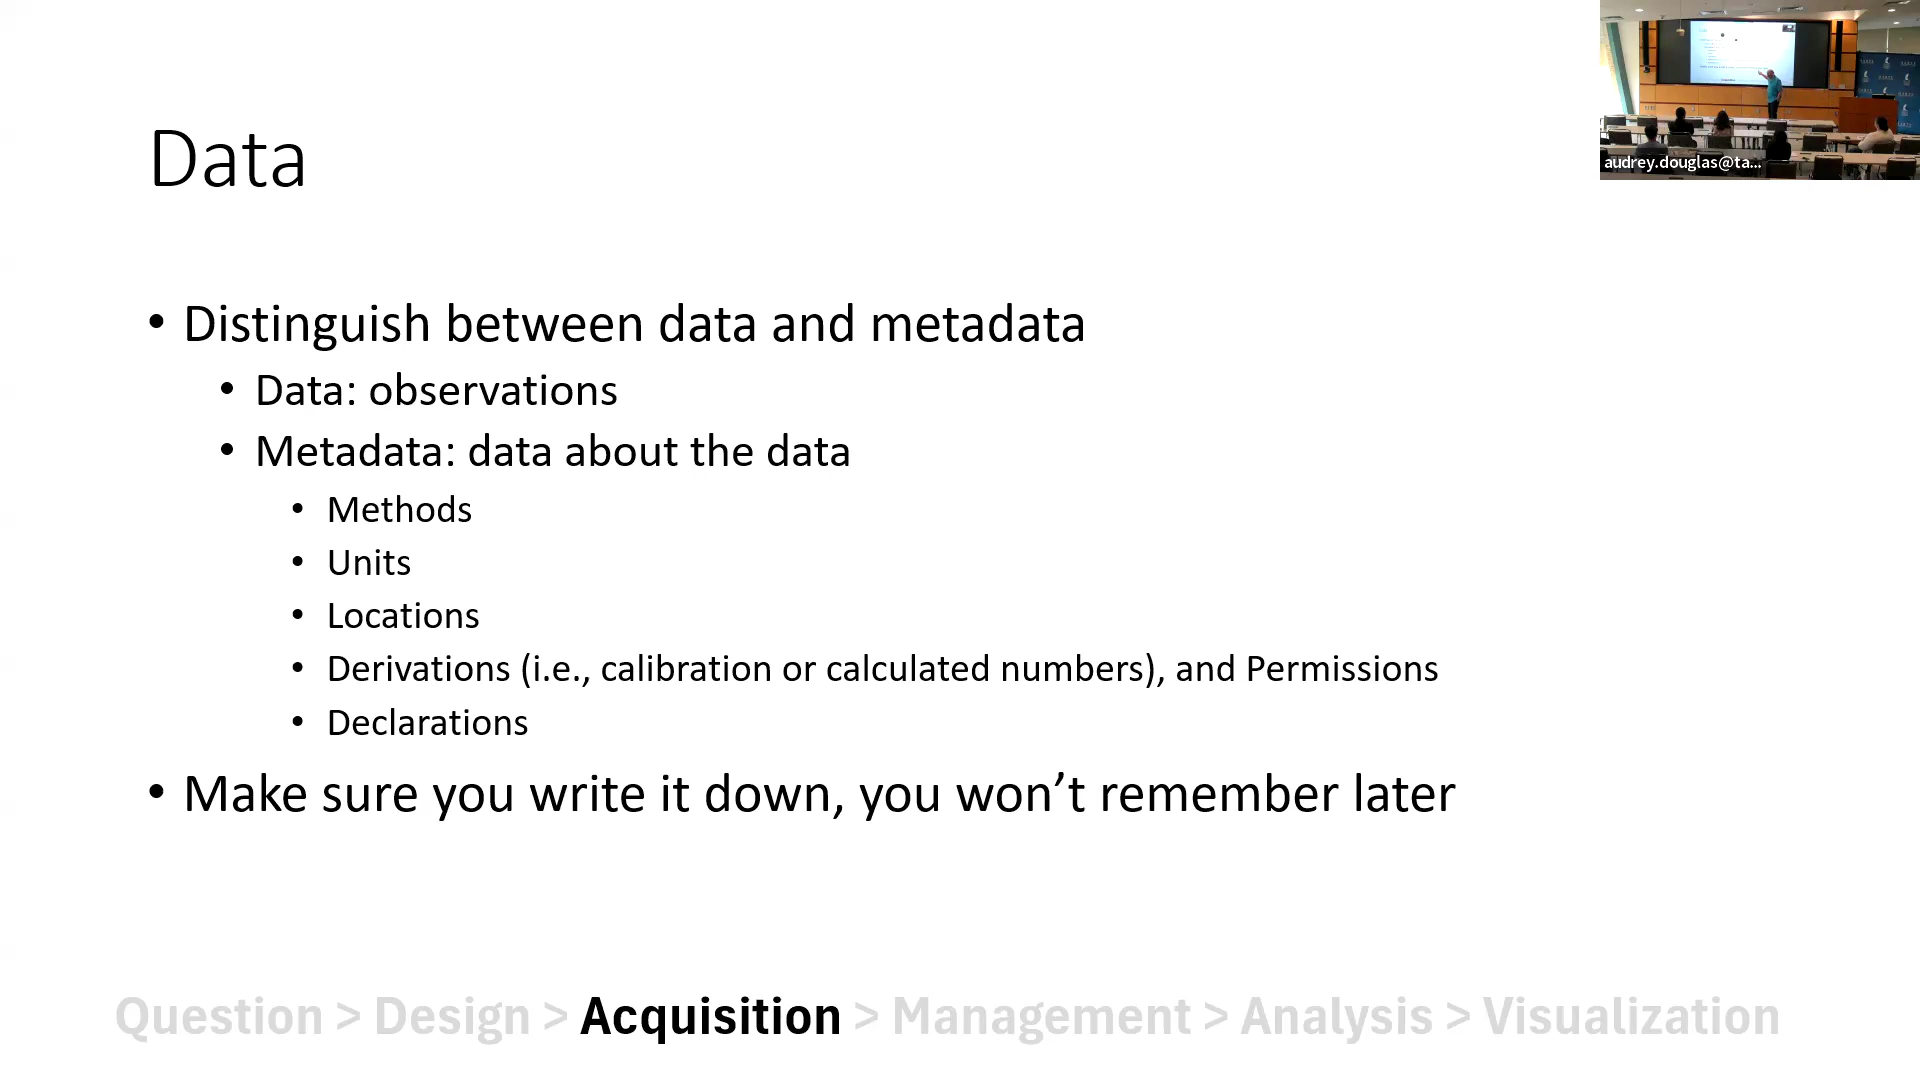 Data
• Distinguish between data and metadata
• Data: observations
• Metadata: data about the data
• Methods
• Units
• Locations
• Derivations (i.e., calibration or calculated numbers), and Permissions
• Declarations
• Make sure you write it down, you won’t remember later
Question > Design > Acquisition > Management > Analysis > Visualization
audrey.douglas@ta...